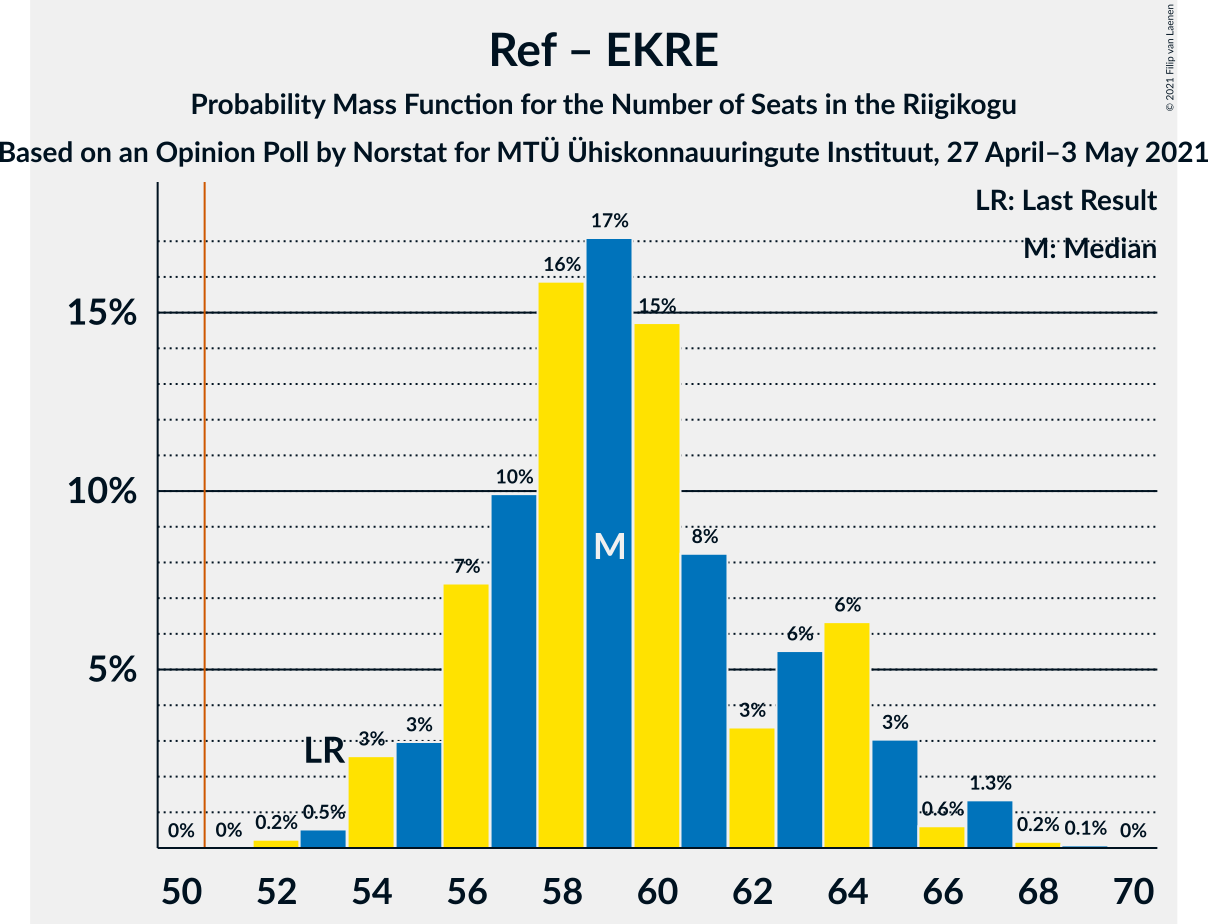 Ref – EKRE
Probability Mass Function for the Number of Seats in the Riigikogu
Based on an Opinion Poll by Norstat for MTÜ Ühiskonnauuringute Instituut, 27 April–3 May 2021
© 2021 Filip van Laenen
LR: Last Result
M: Median
15%
10%
5%
0%
0%
0.2%
0.5%
LR
3%
3%
7%
10%
16%
17%
M
15%
8%
3%
6%
6%
3%
0.6%
1.3%
0.2%
0.1%
0%
50 52 54 56 58 60 62 64 66 68 70